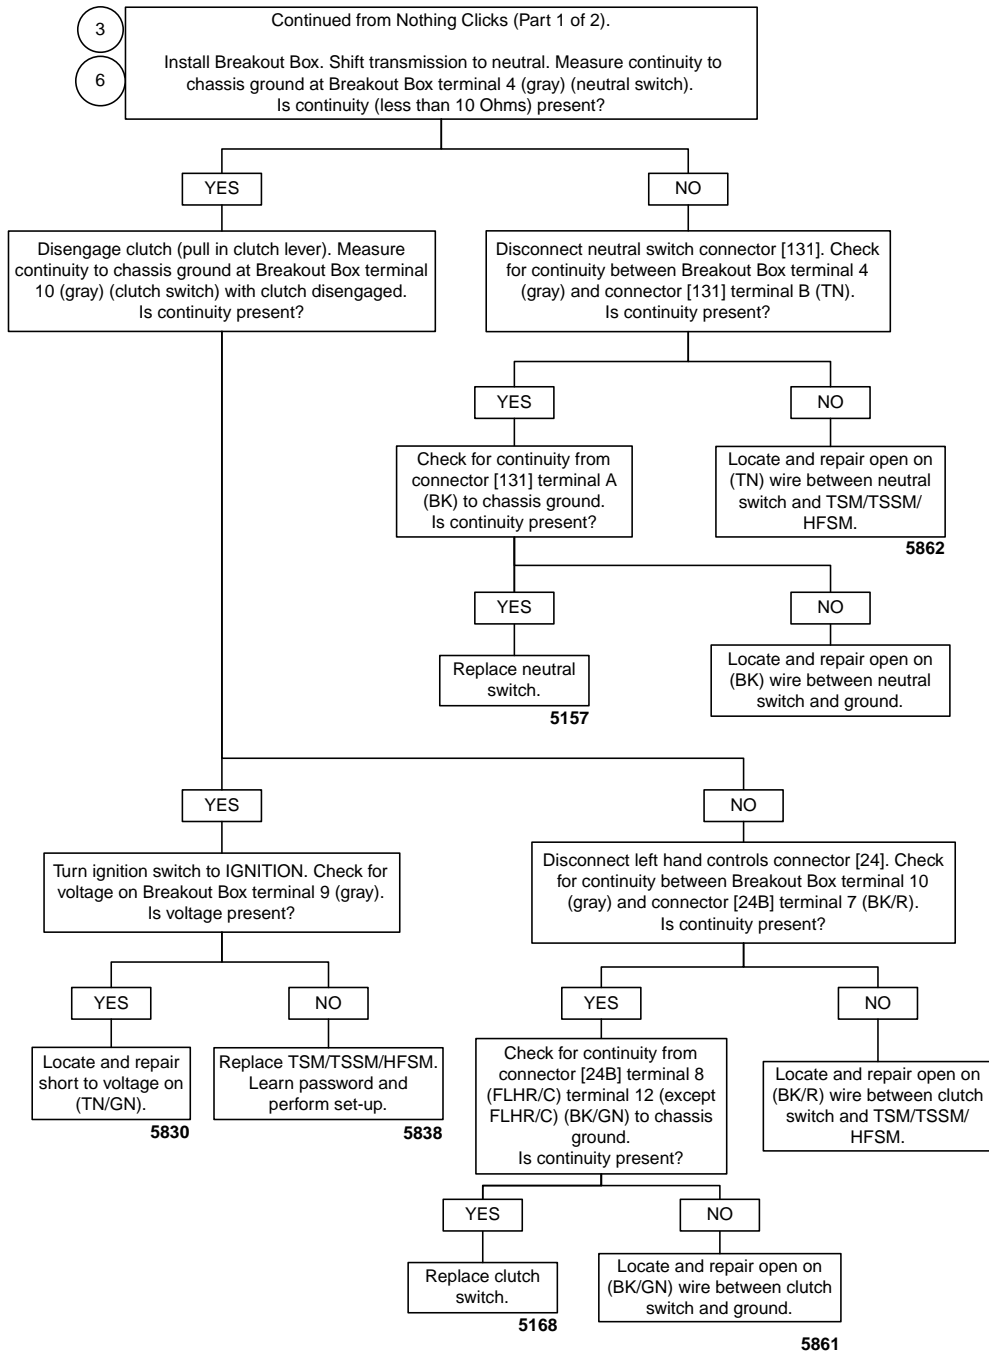 3
6
Continued from Nothing Clicks (Part 1 of 2).
Install Breakout Box. Shift transmission to neutral. Measure continuity to
chassis ground at Breakout Box terminal 4 (gray) (neutral switch).
Is continuity (less than 10 Ohms) present?
YES
NO
Disengage clutch (pull in clutch lever). Measure
continuity to chassis ground at Breakout Box terminal
10 (gray) (clutch switch) with clutch disengaged.
Is continuity present?
Disconnect neutral switch connector [131]. Check
for continuity between Breakout Box terminal 4
(gray) and connector [131] terminal B (TN).
Is continuity present?
YES
NO
Check for continuity from
connector [131] terminal A
(BK) to chassis ground.
Is continuity present?
Locate and repair open on
(TN) wire between neutral
switch and TSM/TSSM/
HFSM.
5862
YES
NO
Replace neutral
switch.
5157
Locate and repair open on
(BK) wire between neutral
switch and ground.
YES
NO
Turn ignition switch to IGNITION. Check for
voltage on Breakout Box terminal 9 (gray).
Is voltage present?
Disconnect left hand controls connector [24]. Check
for continuity between Breakout Box terminal 10
(gray) and connector [24B] terminal 7 (BK/R).
Is continuity present?
YES
NO
YES
NO
Locate and repair
short to voltage on
(TN/GN).
5830
Replace TSM/TSSM/HFSM.
Learn password and
perform set-up.
5838
Check for continuity from
connector [24B] terminal 8
(FLHR/C) terminal 12 (except
FLHR/C) (BK/GN) to chassis
ground.
Is continuity present?
Locate and repair open on
(BK/R) wire between clutch
switch and TSM/TSSM/
HFSM.
YES
NO
Replace clutch
switch.
5168
Locate and repair open on
(BK/GN) wire between clutch
switch and ground.
5861